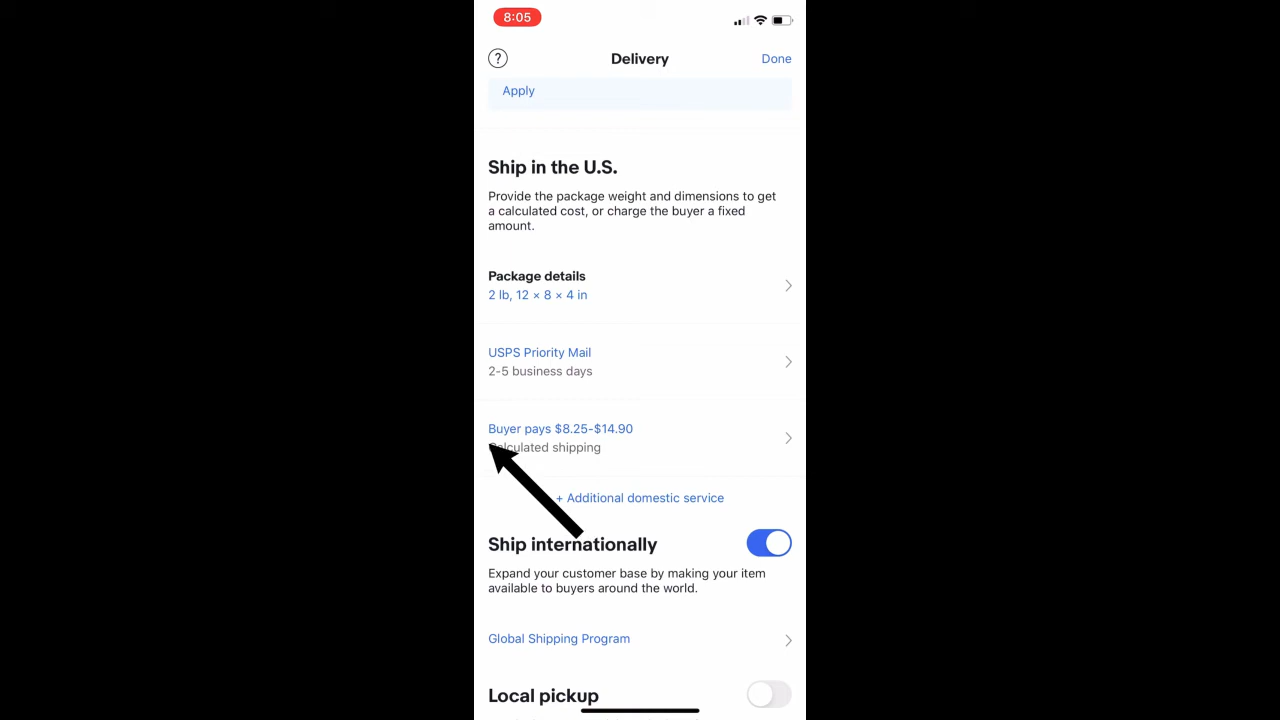 8:05
?
Delivery
Done
Apply
Ship in the U.S.
Provide the package weight and dimensions to get
a calculated cost, or charge the buyer a fixed
amount.
Package details
2 lb, 12 × 8 × 4 in
USPS Priority Mail
2-5 business days
Buyer pays $8.25-$14.90
Calculated shipping
+ Additional domestic service
Ship internationally
Expand your customer base by making your item
available to buyers around the world.
Global Shipping Program
Local pickup